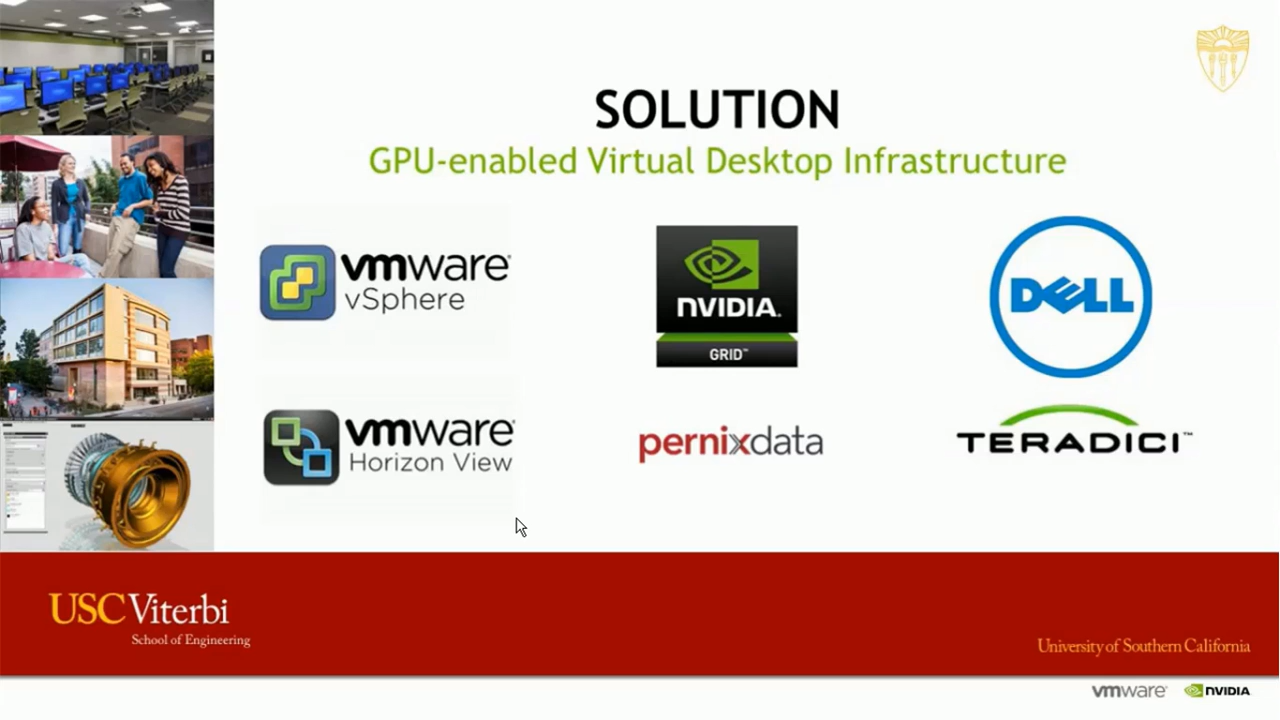 SOLUTION
GPU-enabled Virtual Desktop Infrastructure
vmware®
vSphere
NVIDIA®
GRID™
DELL
vmware®
Horizon View
pernixdata
TERADICI™
USC Viterbi
School of Engineering
University of Southern California
vmware®
NVIDIA